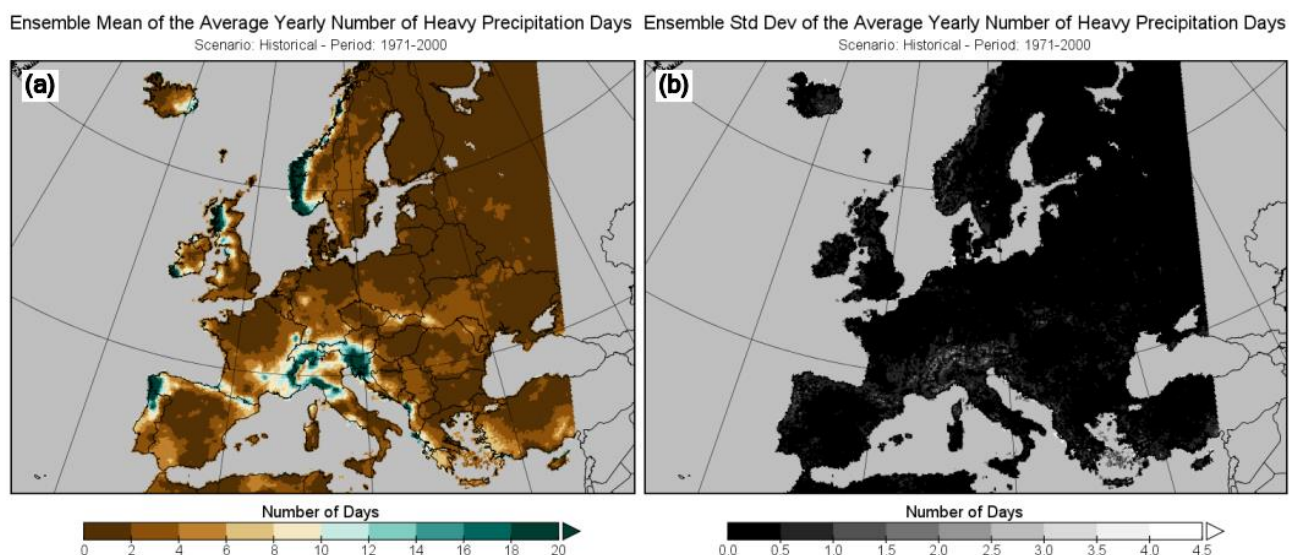 Ensemble Mean of the Average Yearly Number of Heavy Precipitation Days
Scenario: Historical - Period: 1971-2000
(a)
Number of Days
0 2 4 6 8 10 12 14 16 18 20
Ensemble Std Dev of the Average Yearly Number of Heavy Precipitation Days
Scenario: Historical - Period: 1971-2000
(b)
Number of Days
0.0 0.5 1.0 1.5 2.0 2.5 3.0 3.5 4.0 4.5